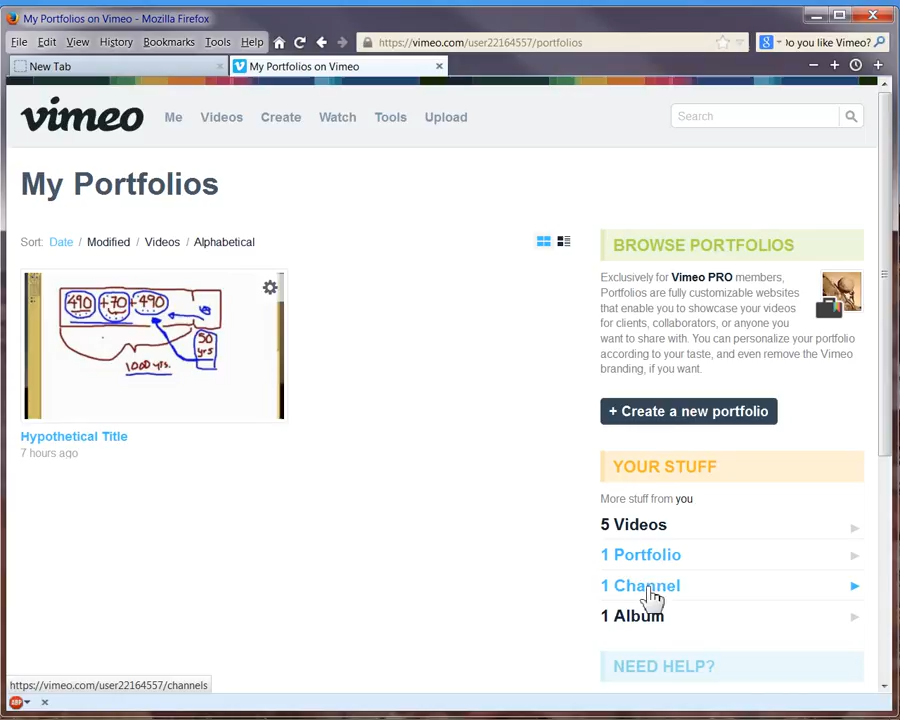 My Portfolios on Vimeo - Mozilla Firefox
File Edit View History Bookmarks Tools Help
https://vimeo.com/user22164557/portfolios
Do you like Vimeo?
New Tab
My Portfolios on Vimeo
vimeo
Me Videos Create Watch Tools Upload
Search
My Portfolios
Sort: Date / Modified / Videos / Alphabetical
490 +70 +490
50
yrs
1000 yrs.
Hypothetical Title
7 hours ago
BROWSE PORTFOLIOS
Exclusively for Vimeo PRO members,
Portfolios are fully customizable websites
that enable you to showcase your videos
for clients, collaborators, or anyone you
want to share with. You can personalize your portfolio
according to your taste, and even remove the Vimeo
branding, if you want.
+ Create a new portfolio
YOUR STUFF
More stuff from you
5 Videos
1 Portfolio
1 Channel
1 Album
NEED HELP?
https://vimeo.com/user22164557/channels
ABP